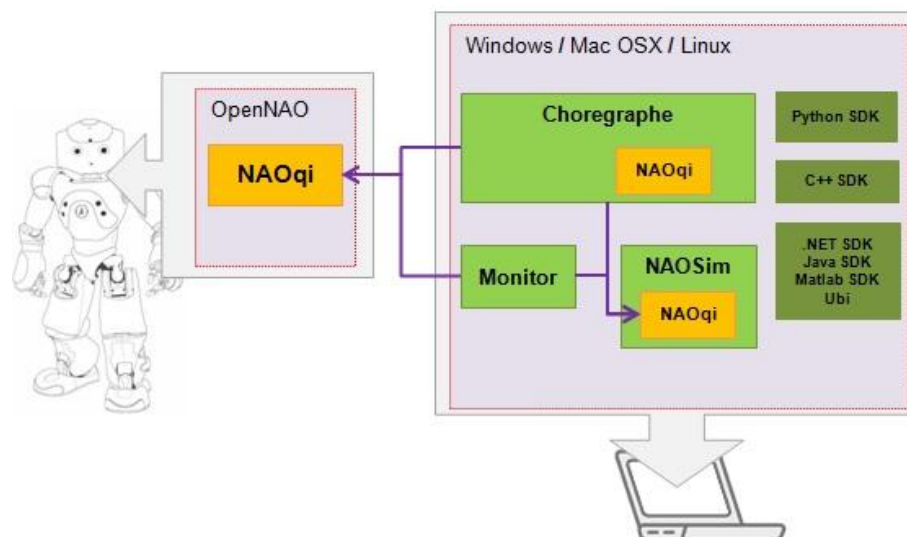 Windows / Mac OSX / Linux
OpenNAO
NAOqi
Choregraphe
NAOqi
Monitor
NAOSim
NAOqi
Python SDK
C++ SDK
.NET SDK
Java SDK
Matlab SDK
Ubi